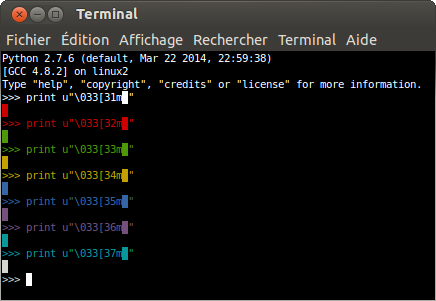 Terminal
Fichier Édition Affichage Rechercher Terminal Aide
Python 2.7.6 (default, Mar 22 2014, 22:59:38)
[GCC 4.8.2] on linux2
Type "help", "copyright", "credits" or "license" for more information.
>>> print u"\033[31m█"
█
>>> print u"\033[32m█"
█
>>> print u"\033[33m█"
█
>>> print u"\033[34m█"
█
>>> print u"\033[35m█"
█
>>> print u"\033[36m█"
█
>>> print u"\033[37m█"
█
>>>